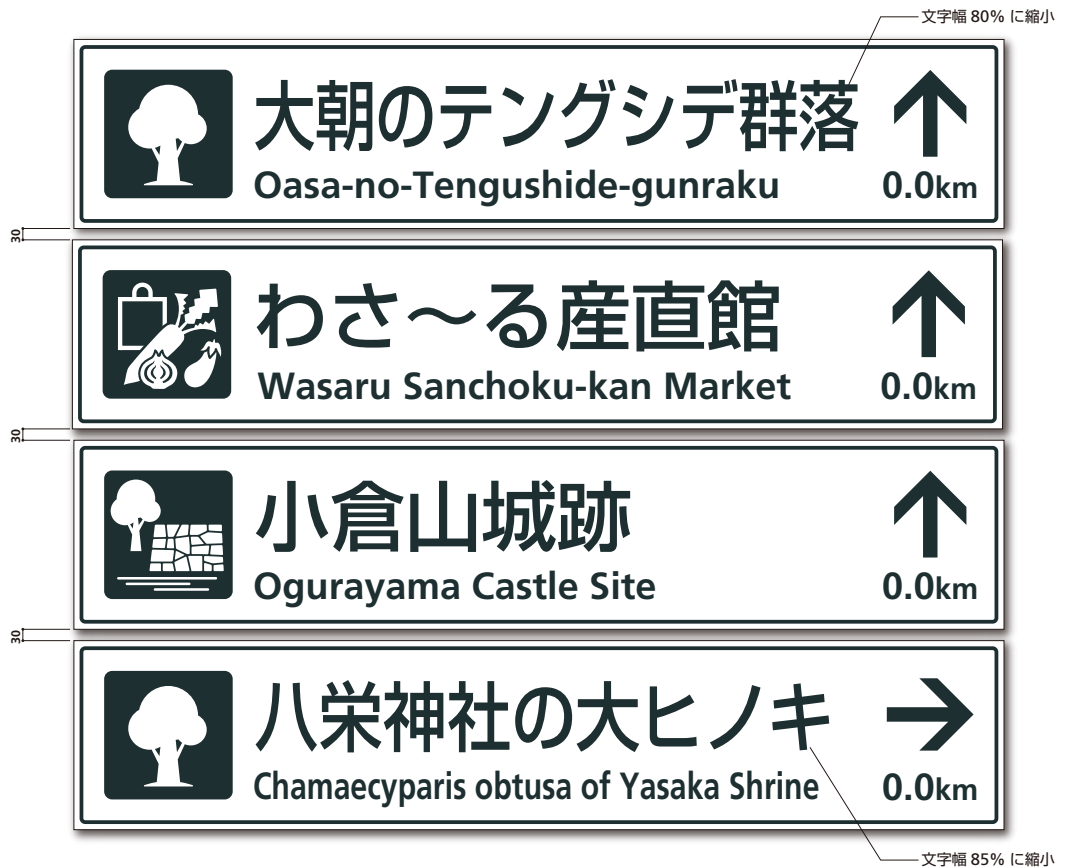 文字幅 80% に縮小
大朝のテングシデ群落
Oasa-no-Tengushide-gunraku
0.0km
30
わさ〜る産直館
Wasaru Sanchoku-kan Market
0.0km
30
小倉山城跡
Ogurayama Castle Site
0.0km
30
八栄神社の大ヒノキ
Chamaecyparis obtusa of Yasaka Shrine
0.0km
文字幅 85% に縮小